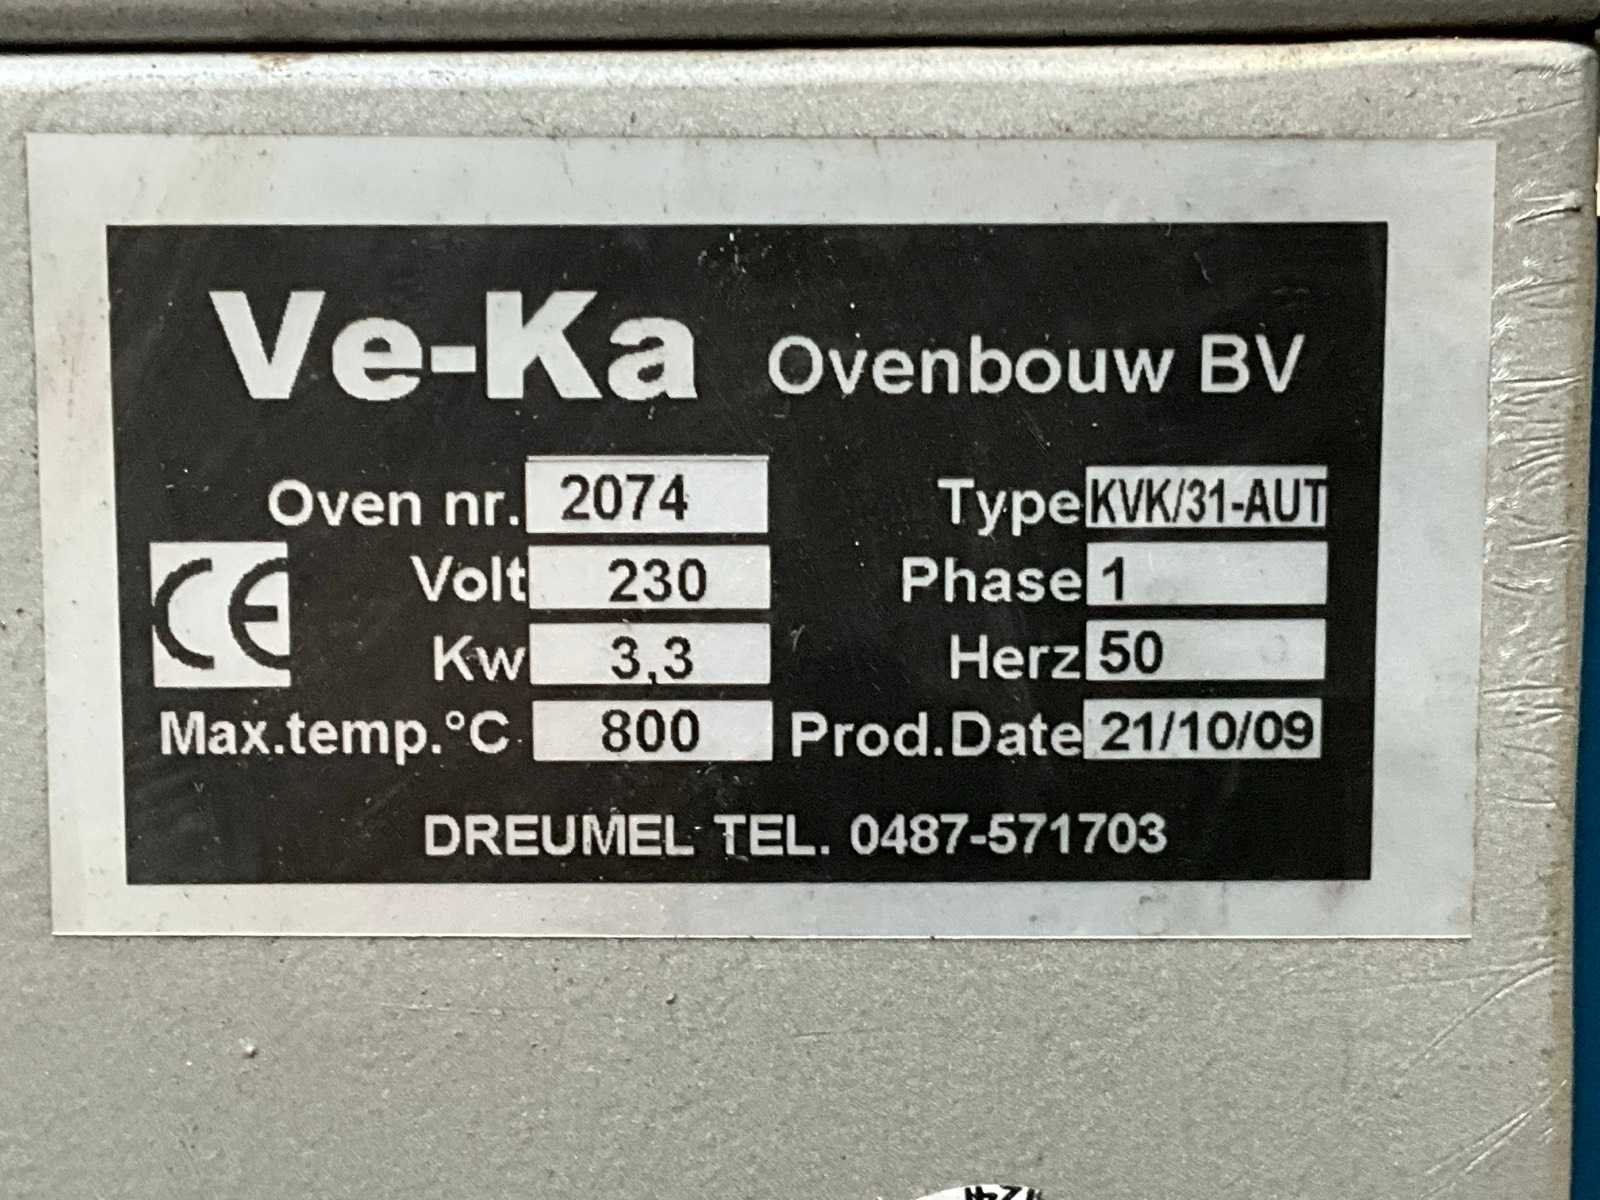 Ve-Ka Ovenbouw BV
Oven nr. 2074 Type KVK/31-AUT
CE Volt 230 Phase 1
Kw 3,3 Herz 50
Max.temp.°C 800 Prod.Date 21/10/09
DREUMEL TEL. 0487-571703